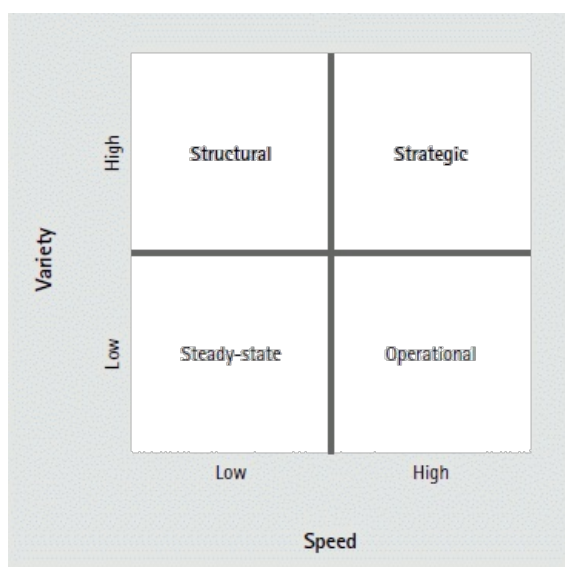 High
Structural
Strategic
Variety
Low
Steady-state
Operational
Low
High
Speed